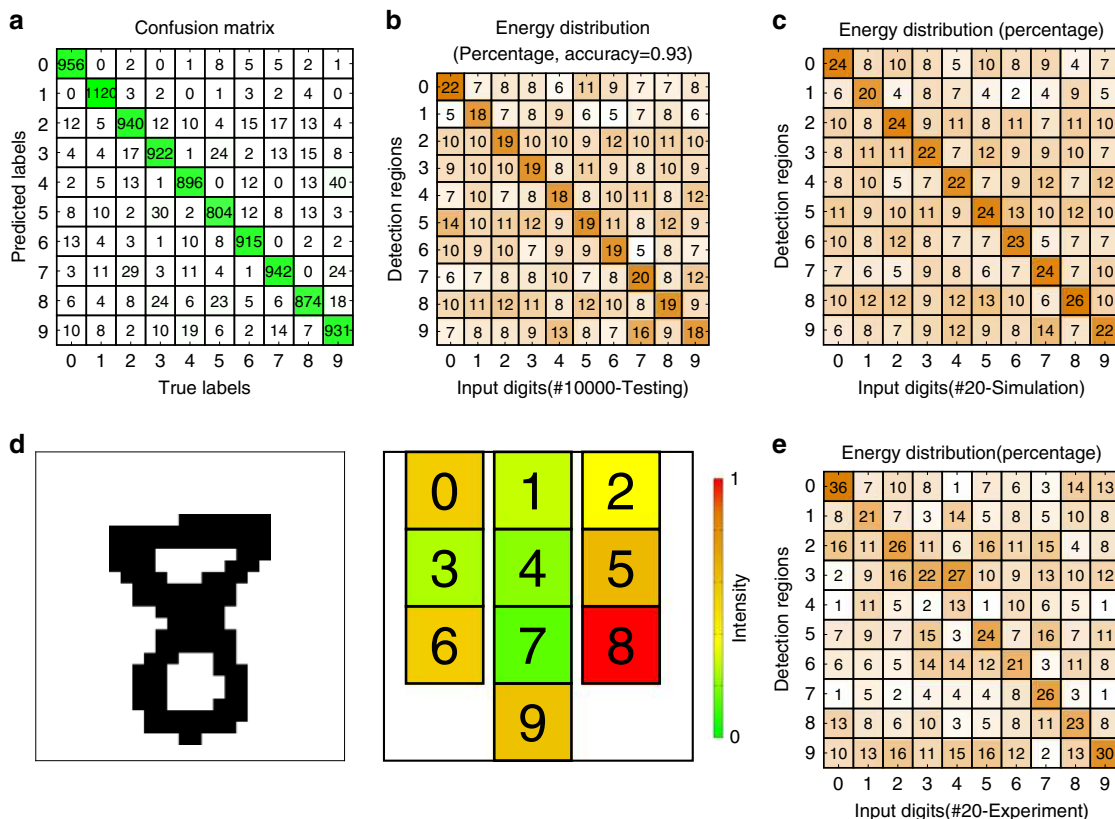 a
Confusion matrix
Predicted labels
0 956 0 2 0 1 8 5 5 2 1
1 0 1120 3 2 0 1 3 2 4 0
2 12 5 940 12 10 4 15 17 13 4
3 4 4 17 922 1 24 2 13 15 8
4 2 5 13 1 896 0 12 0 13 40
5 8 10 2 30 2 804 12 8 13 3
6 13 4 3 1 10 8 915 0 2 2
7 3 11 29 3 11 4 1 942 0 24
8 6 4 8 24 6 23 5 6 874 18
9 10 8 2 10 19 6 2 14 7 931
0 1 2 3 4 5 6 7 8 9
True labels
b
Energy distribution
(Percentage, accuracy=0.93)
Detection regions
0 22 7 8 8 6 11 9 7 7 8
1 5 18 7 8 9 6 5 7 8 6
2 10 10 19 10 10 9 10 12 11 10
3 9 10 10 19 8 12 9 10 10 9
4 7 10 7 8 18 9 10 11 8 12
5 14 10 11 12 9 19 11 8 12 9
6 10 9 10 7 9 9 19 5 8 7
7 6 7 8 8 10 7 8 20 8 12
8 10 11 12 11 8 12 10 8 19 9
9 7 8 8 9 13 8 7 16 9 18
0 1 2 3 4 5 6 7 8 9
Input digits(#10000-Testing)
c
Energy distribution (percentage)
Detection regions
0 24 8 10 8 5 10 8 9 4 7
1 6 20 4 8 7 4 2 4 9 5
2 10 8 24 9 11 8 11 7 11 10
3 8 11 11 22 7 12 9 9 10 7
4 8 10 5 7 22 7 9 12 7 12
5 11 9 10 9 10 24 13 10 12 10
6 10 8 12 8 7 7 23 5 7 7
7 7 6 5 9 8 6 7 24 7 10
8 10 12 12 10 12 13 10 6 26 10
9 6 8 7 9 12 9 8 14 7 22
0 1 2 3 4 5 6 7 8 9
Input digits(#20-Simulation)
d
0 1 2
3 4 5
6 7 8
9
1
Intensity
0
e
Energy distribution(percentage)
Detection regions
0 36 7 10 8 1 7 6 3 14 13
1 8 21 7 3 14 5 8 5 10 8
2 16 11 26 11 6 16 11 15 4 8
3 2 9 16 22 27 10 9 13 10 12
4 1 11 5 2 13 1 10 6 5 1
5 7 9 7 15 3 24 7 16 7 11
6 6 6 5 14 14 12 21 3 11 8
7 1 5 2 4 4 4 8 26 3 1
8 13 8 6 10 3 5 8 11 23 8
9 10 13 16 11 15 16 12 2 13 30
0 1 2 3 4 5 6 7 8 9
Input digits(#20-Experiment)